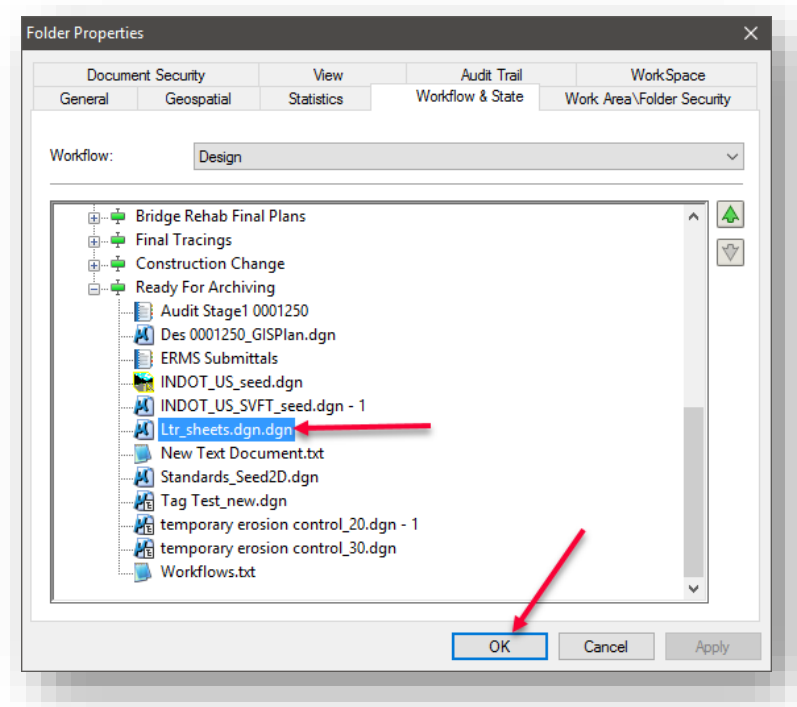 Folder Properties
Document Security View Audit Trail WorkSpace
General Geospatial Statistics Workflow & State Work Area\Folder Security
Workflow: Design
Bridge Rehab Final Plans
Final Tracings
Construction Change
Ready For Archiving
Audit Stage1 0001250
Des 0001250_GISPlan.dgn
ERMS Submittals
INDOT_US_seed.dgn
INDOT_US_SVFT_seed.dgn - 1
Ltr_sheets.dgn.dgn
New Text Document.txt
Standards_Seed2D.dgn
Tag Test_new.dgn
temporary erosion control_20.dgn - 1
temporary erosion control_30.dgn
Workflows.txt
OK Cancel Apply